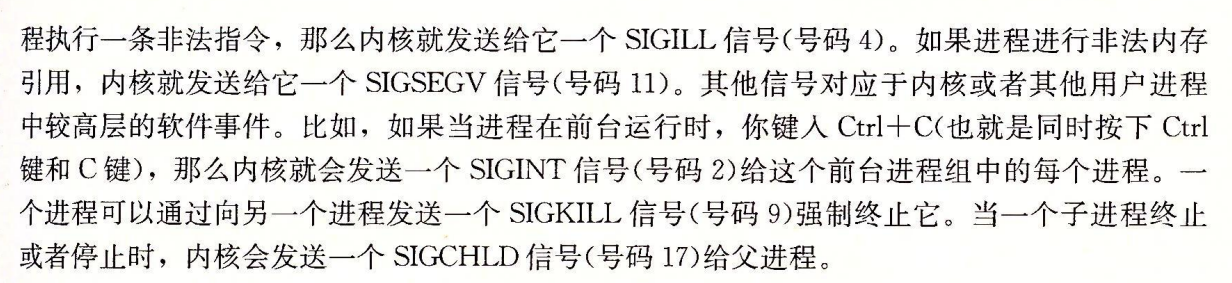 程执行一条非法指令，那么内核就发送给它一个 SIGILL 信号(号码 4)。如果进程进行非法内存
引用，内核就发送给它一个 SIGSEGV 信号(号码 11)。其他信号对应于内核或者其他用户进程
中较高层的软件事件。比如，如果当进程在前台运行时，你键入 Ctrl+C(也就是同时按下 Ctrl
键和 C 键)，那么内核就会发送一个 SIGINT 信号(号码 2)给这个前台进程组中的每个进程。一
个进程可以通过向另一个进程发送一个 SIGKILL 信号(号码 9)强制终止它。当一个子进程终止
或者停止时，内核会发送一个 SIGCHLD 信号(号码 17)给父进程。